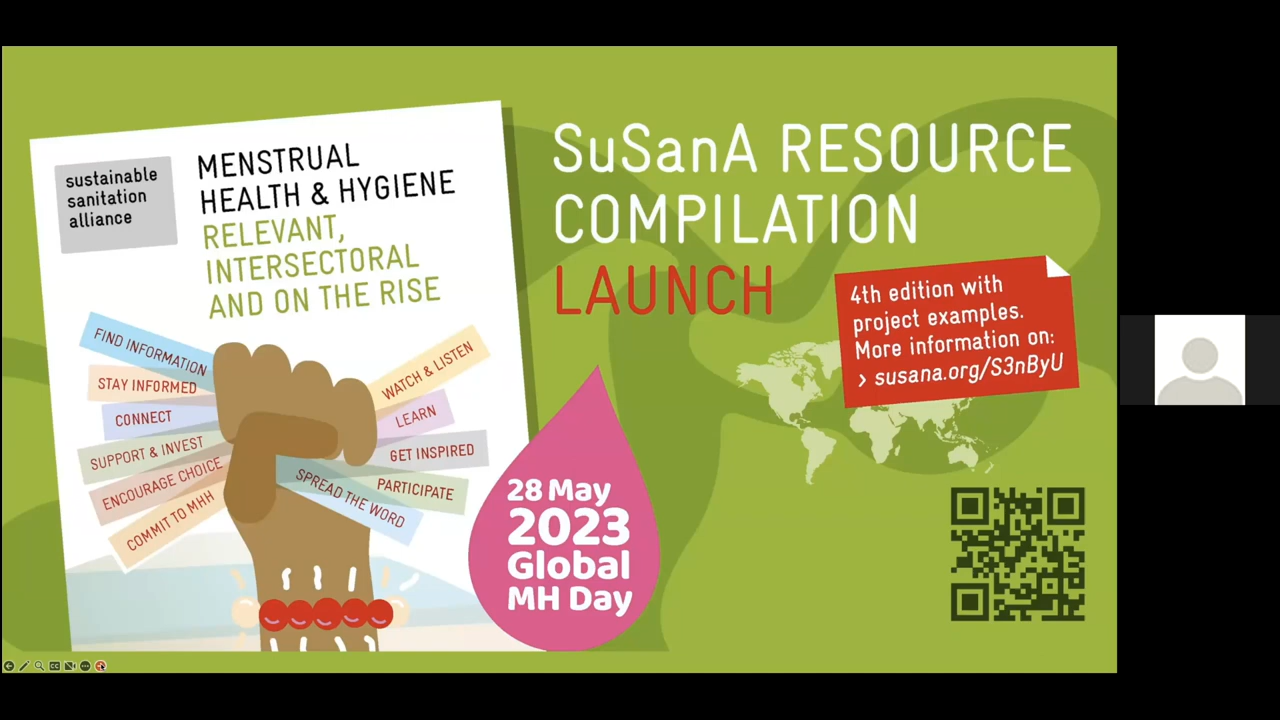 sustainable
sanitation
alliance
MENSTRUAL
HEALTH & HYGIENE
RELEVANT,
INTERSECTORAL
AND ON THE RISE
FIND INFORMATION
STAY INFORMED
CONNECT
SUPPORT & INVEST
ENCOURAGE CHOICE
COMMIT TO MHH
WATCH & LISTEN
LEARN
GET INSPIRED
PARTICIPATE
SPREAD THE WORD
SuSanA RESOURCE
COMPILATION
LAUNCH
4th edition with
project examples.
More information on:
> susana.org/S3nByU
28 May
2023
Global
MH Day